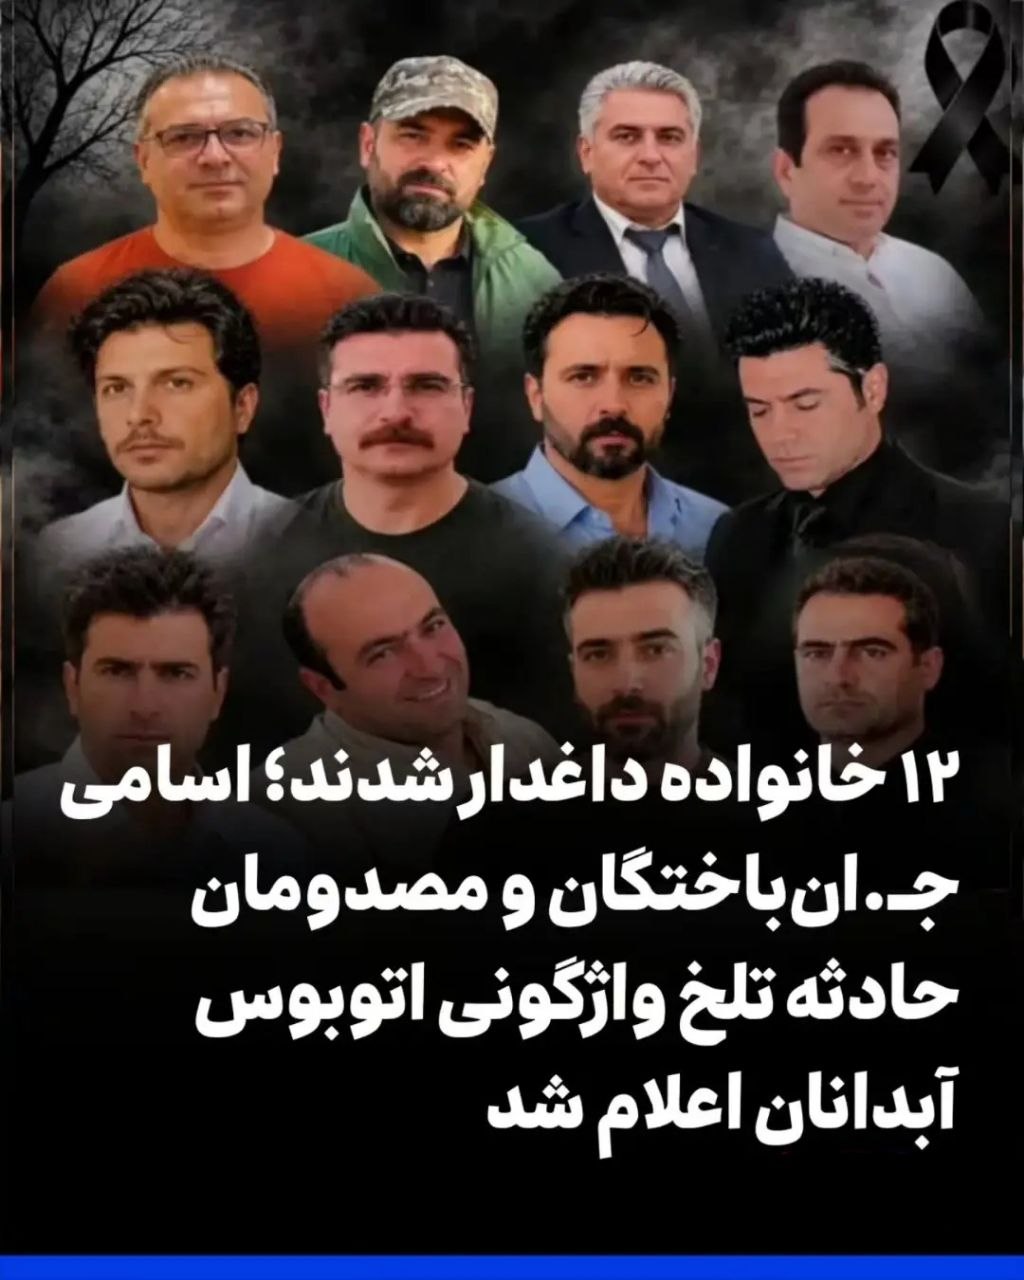 ۱۲ خانواده داغدار شدند؛ اسامی
جـ.ان‌باختگان و مصدومان
حادثه تلخ واژگونی اتوبوس
آبدانان اعلام شد